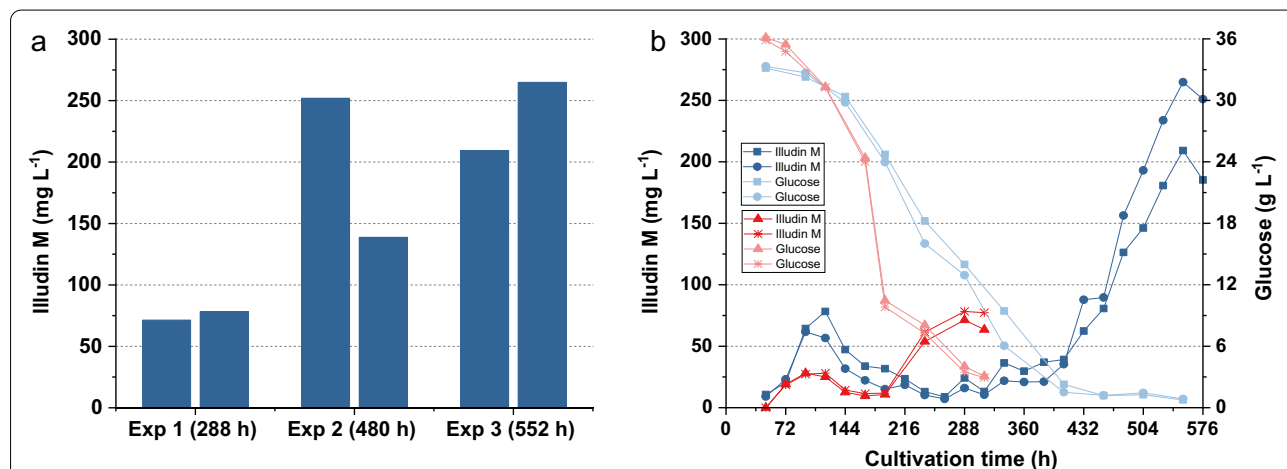 a
300
250
200
150
100
50
0
Illudin M (mg L-1)
Exp 1 (288 h)
Exp 2 (480 h)
Exp 3 (552 h)
b
300
250
200
150
100
50
0
Illudin M (mg L-1)
Illudin M
Illudin M
Glucose
Glucose
Illudin M
Illudin M
Glucose
Glucose
36
30
24
18
12
6
0
Glucose (g L-1)
0 72 144 216 288 360 432 504 576
Cultivation time (h)